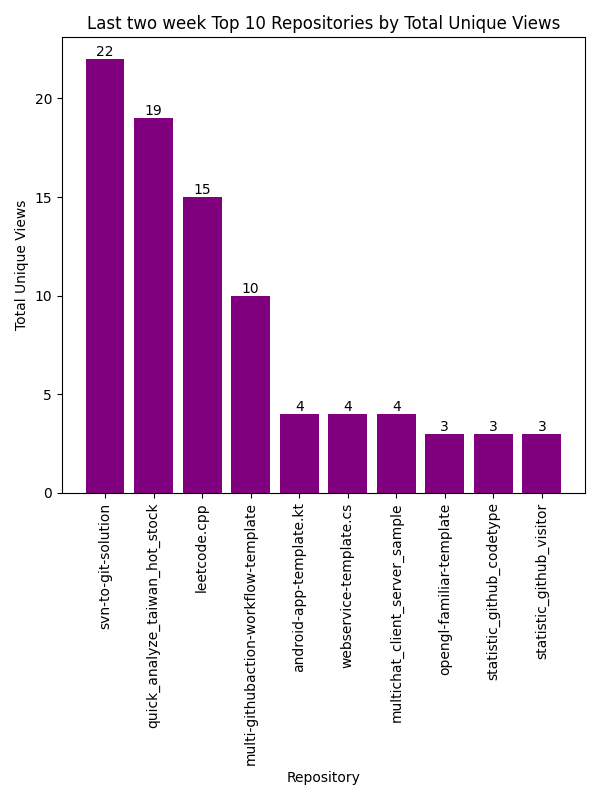 Last two week Top 10 Repositories by Total Unique Views
22
19
15
10
4
4
4
3
3
3
20
15
10
5
0
Total Unique Views
svn-to-git-solution
quick_analyze_taiwan_hot_stock
leetcode.cpp
multi-githubaction-workflow-template
android-app-template.kt
webservice-template.cs
multichat_client_server_sample
opengl-familiar-template
statistic_github_codetype
statistic_github_visitor
Repository